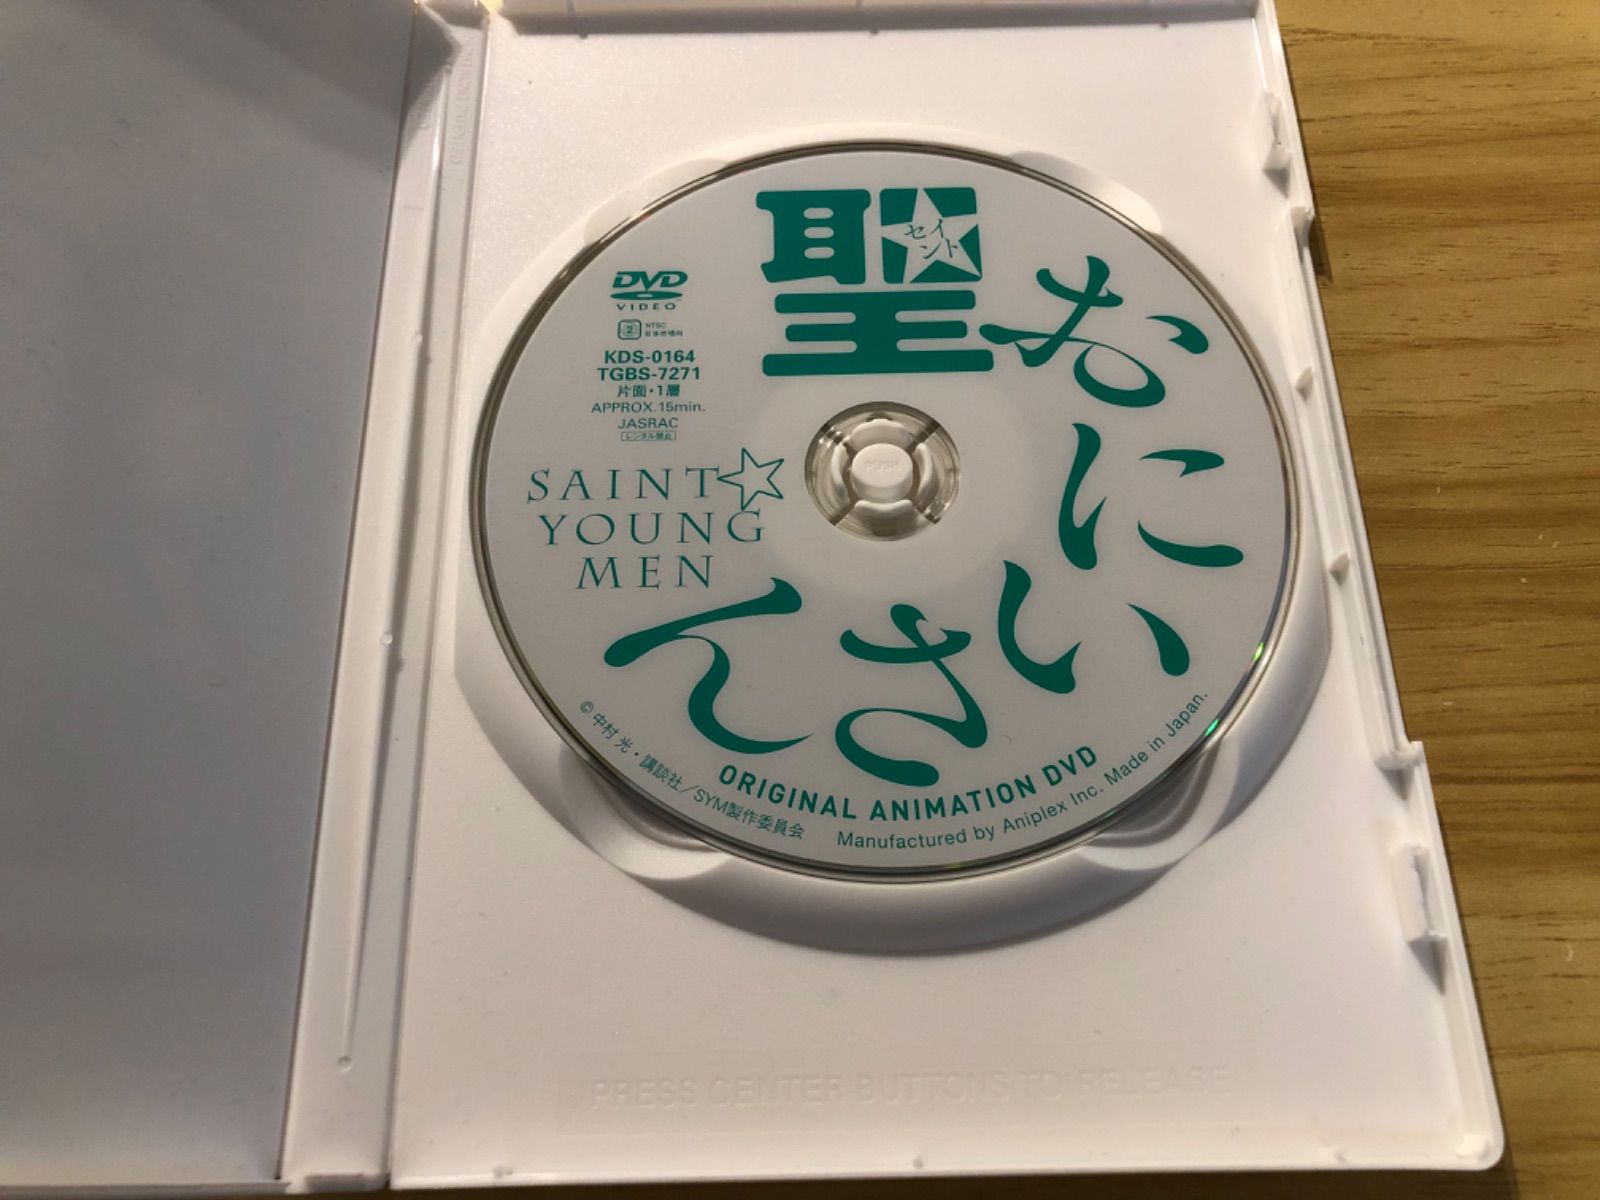 聖
セイ
ント
おにいさん
DVD
VIDEO
2
NTSC
日本市場向
KDS-0164
TGBS-7271
片面・1層
APPROX.15min.
JASRAC
レンタル禁止
SAINT☆
YOUNG
MEN
PUSH
ORIGINAL ANIMATION DVD
© 中村 光・講談社／SYM製作委員会
Manufactured by Aniplex Inc. Made in Japan.
PRESS CENTER BUTTONS TO RELEASE